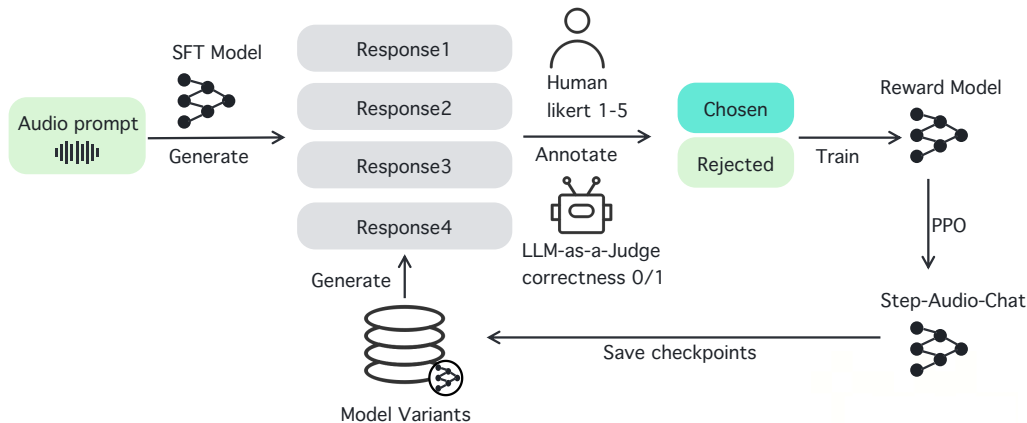 SFT Model
Audio prompt
Generate
Response1
Response2
Response3
Response4
Generate
Model Variants
Human
likert 1-5
Annotate
LLM-as-a-Judge
correctness 0/1
Chosen
Rejected
Train
Reward Model
PPO
Step-Audio-Chat
Save checkpoints